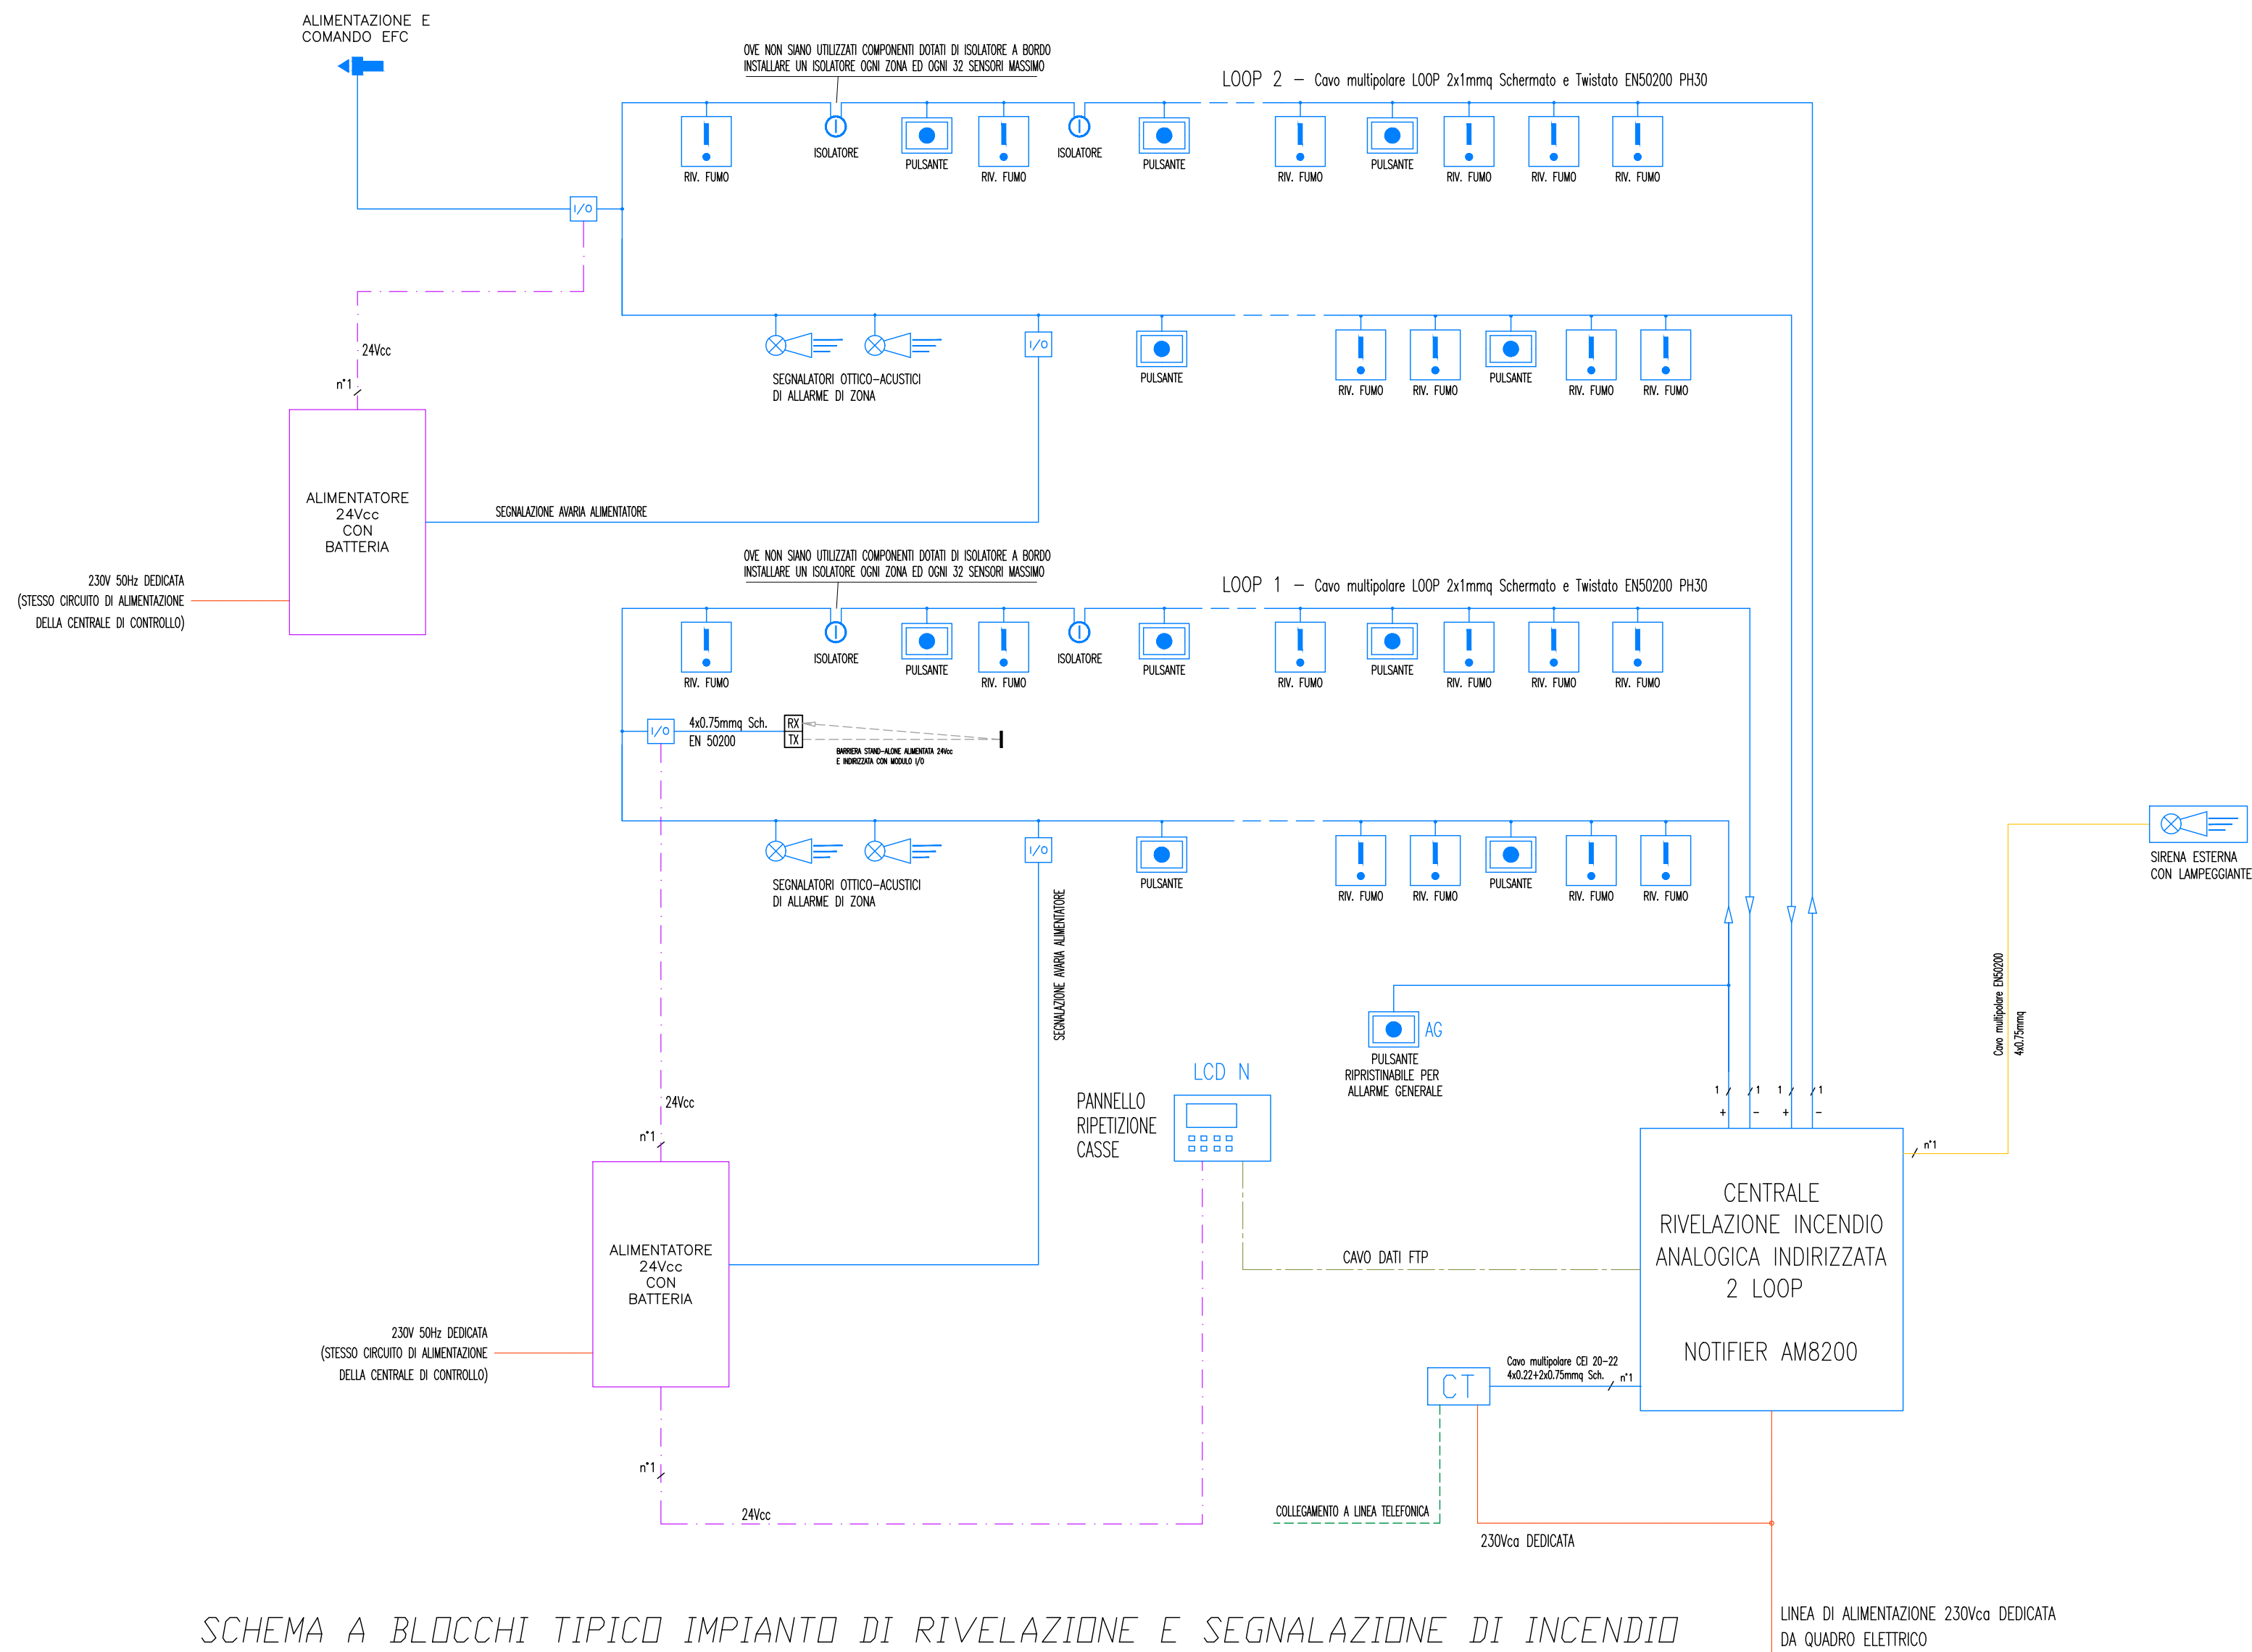 ALIMENTAZIONE E
COMANDO EFC
OVE NON SIANO UTILIZZATI COMPONENTI DOTATI DI ISOLATORE A BORDO
INSTALLARE UN ISOLATORE OGNI ZONA ED OGNI 32 SENSORI MASSIMO
LOOP 2 – Cavo multipolare LOOP 2x1mmq Schermato e Twistato EN50200 PH30
RIV. FUMO
ISOLATORE
PULSANTE
RIV. FUMO
ISOLATORE
PULSANTE
RIV. FUMO
PULSANTE
RIV. FUMO
RIV. FUMO
RIV. FUMO
I/O
24Vcc
n°1
SEGNALATORI OTTICO-ACUSTICI
DI ALLARME DI ZONA
I/O
PULSANTE
RIV. FUMO
RIV. FUMO
PULSANTE
RIV. FUMO
RIV. FUMO
ALIMENTATORE
24Vcc
CON
BATTERIA
SEGNALAZIONE AVARIA ALIMENTATORE
230V 50Hz DEDICATA
(STESSO CIRCUITO DI ALIMENTAZIONE
DELLA CENTRALE DI CONTROLLO)
OVE NON SIANO UTILIZZATI COMPONENTI DOTATI DI ISOLATORE A BORDO
INSTALLARE UN ISOLATORE OGNI ZONA ED OGNI 32 SENSORI MASSIMO
LOOP 1 – Cavo multipolare LOOP 2x1mmq Schermato e Twistato EN50200 PH30
RIV. FUMO
ISOLATORE
PULSANTE
RIV. FUMO
ISOLATORE
PULSANTE
RIV. FUMO
PULSANTE
RIV. FUMO
RIV. FUMO
RIV. FUMO
I/O
4x0.75mmq Sch.
EN 50200
RX
TX
BARRIERA STAND-ALONE ALIMENTATA 24Vcc
E INDIRIZZATA CON MODULO I/O
SEGNALATORI OTTICO-ACUSTICI
DI ALLARME DI ZONA
I/O
PULSANTE
RIV. FUMO
RIV. FUMO
PULSANTE
RIV. FUMO
RIV. FUMO
SIRENA ESTERNA
CON LAMPEGGIANTE
SEGNALAZIONE AVARIA ALIMENTATORE
Cavo multipolare EN50200
4x0.75mmq
AG
PULSANTE
RIPRISTINABILE PER
ALLARME GENERALE
LCD N
PANNELLO
RIPETIZIONE
CASSE
24Vcc
n°1
1
1
1
1
+
–
+
–
n°1
CENTRALE
RIVELAZIONE INCENDIO
ANALOGICA INDIRIZZATA
2 LOOP
NOTIFIER AM8200
ALIMENTATORE
24Vcc
CON
BATTERIA
CAVO DATI FTP
230V 50Hz DEDICATA
(STESSO CIRCUITO DI ALIMENTAZIONE
DELLA CENTRALE DI CONTROLLO)
CT
Cavo multipolare CEI 20-22
4x0.22+2x0.75mmq Sch.
n°1
n°1
24Vcc
COLLEGAMENTO A LINEA TELEFONICA
230Vca DEDICATA
SCHEMA A BLOCCHI TIPICO IMPIANTO DI RIVELAZIONE E SEGNALAZIONE DI INCENDIO
LINEA DI ALIMENTAZIONE 230Vca DEDICATA
DA QUADRO ELETTRICO